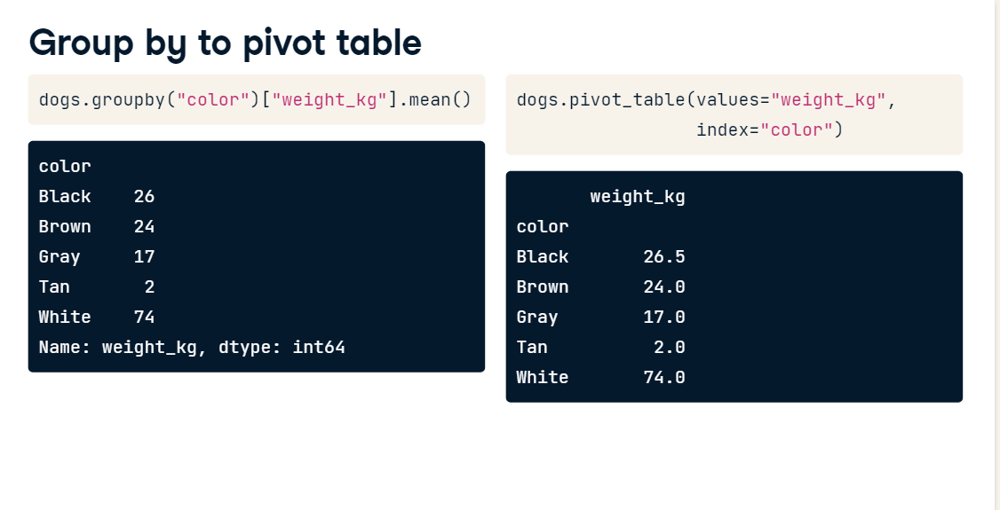 Group by to pivot table
dogs.groupby("color")["weight_kg"].mean()
color
Black    26
Brown    24
Gray     17
Tan       2
White    74
Name: weight_kg, dtype: int64
dogs.pivot_table(values="weight_kg",
                 index="color")
       weight_kg
color
Black       26.5
Brown       24.0
Gray        17.0
Tan          2.0
White       74.0